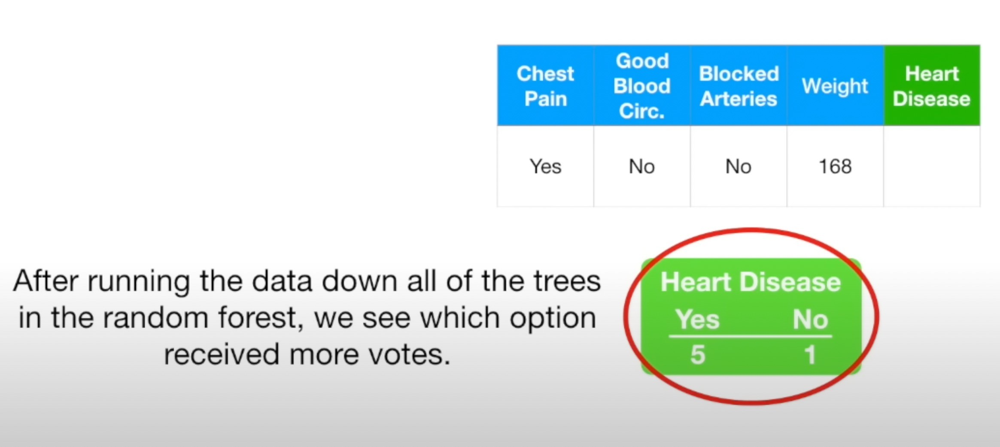 Chest Pain
Good Blood Circ.
Blocked Arteries
Weight
Heart Disease
Yes
No
No
168
After running the data down all of the trees
in the random forest, we see which option
received more votes.
Heart Disease
Yes No
5 1